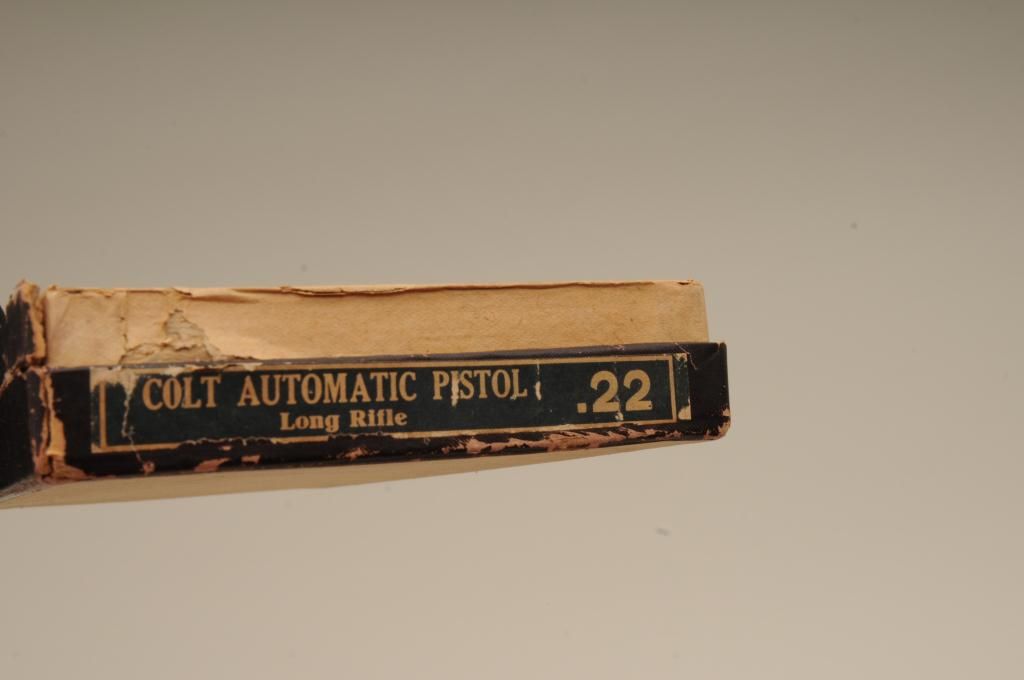 COLT AUTOMATIC PISTOL .22
Long Rifle